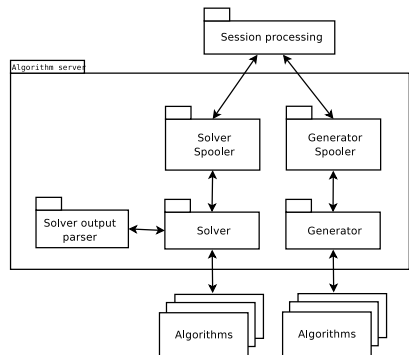 Session processing
Algorithm server
Solver
Spooler
Generator
Spooler
Solver output
parser
Solver
Generator
Algorithms
Algorithms